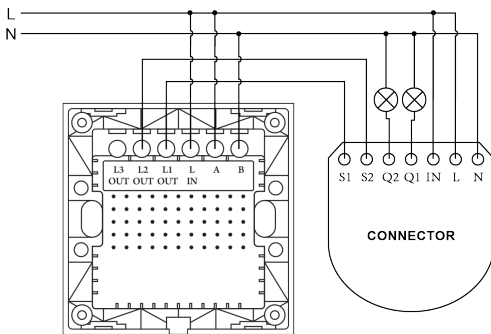 L
N
L3 L2 L1 L A B
OUT OUT OUT IN
S1 S2 Q2 Q1 IN L N
CONNECTOR